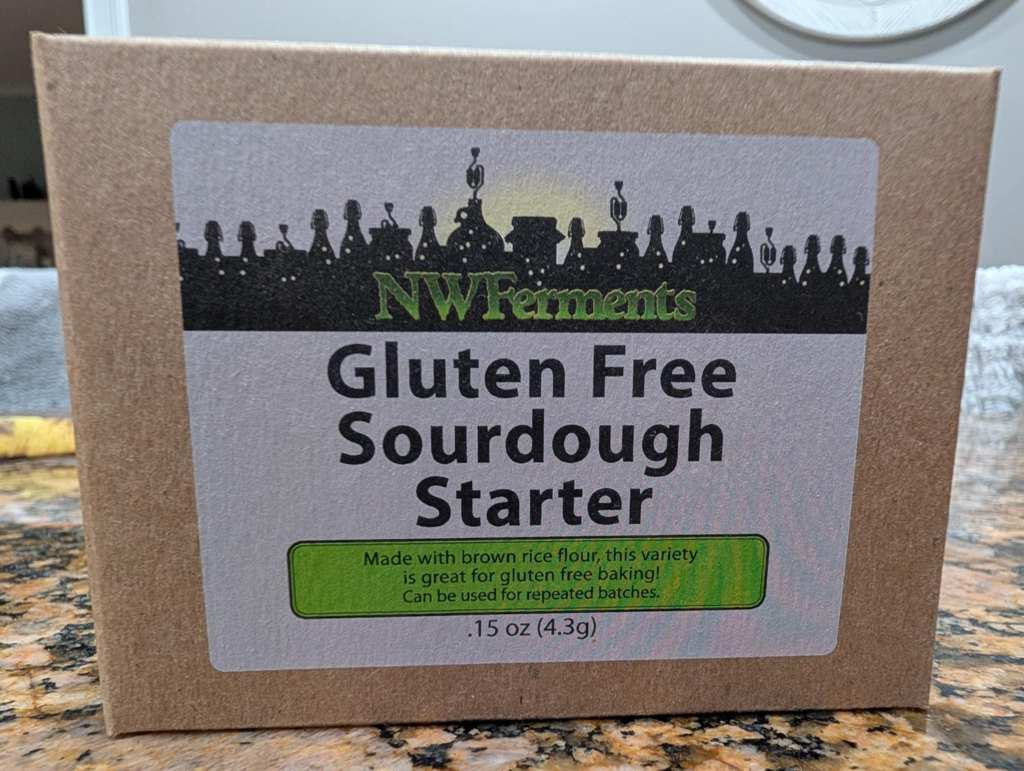 NWFerments
Gluten Free
Sourdough
Starter
Made with brown rice flour, this variety
is great for gluten free baking!
Can be used for repeated batches.
.15 oz (4.3g)